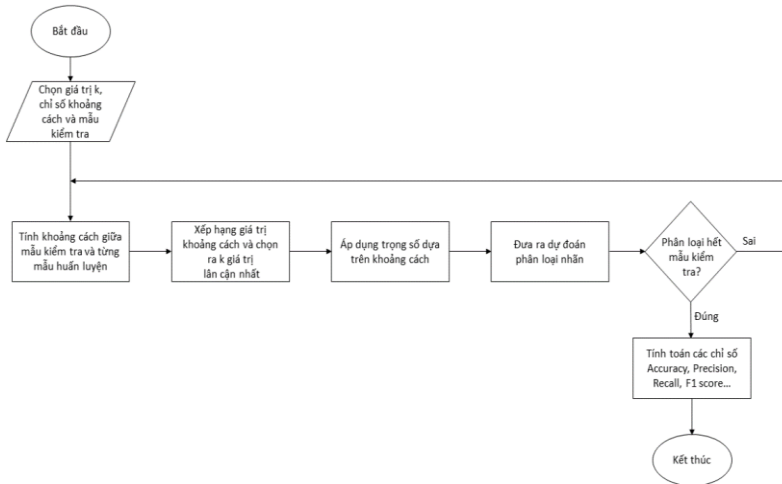 Bắt đầu
Chọn giá trị k,
chỉ số khoảng
cách và mẫu
kiểm tra
Tính khoảng cách giữa
mẫu kiểm tra và từng
mẫu huấn luyện
Xếp hạng giá trị
khoảng cách và chọn
ra k giá trị
lân cận nhất
Áp dụng trọng số dựa
trên khoảng cách
Đưa ra dự đoán
phân loại nhãn
Phân loại hết
mẫu kiểm
tra?
Sai
Đúng
Tính toán các chỉ số
Accuracy, Precision,
Recall, F1 score...
Kết thúc